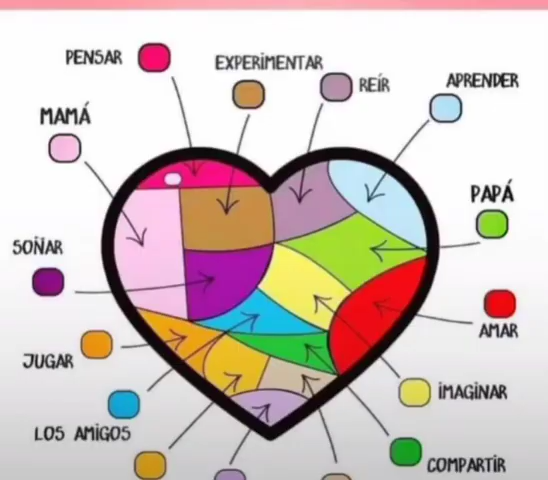 PENSAR
EXPERIMENTAR
REÍR
APRENDER
MAMÁ
PAPÁ
SOÑAR
AMAR
JUGAR
IMAGINAR
LOS AMIGOS
COMPARTIR